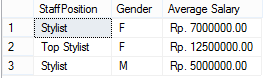 StaffPosition Gender Average Salary
1 Stylist F Rp. 7000000.00
2 Top Stylist F Rp. 12500000.00
3 Stylist M Rp. 5000000.00